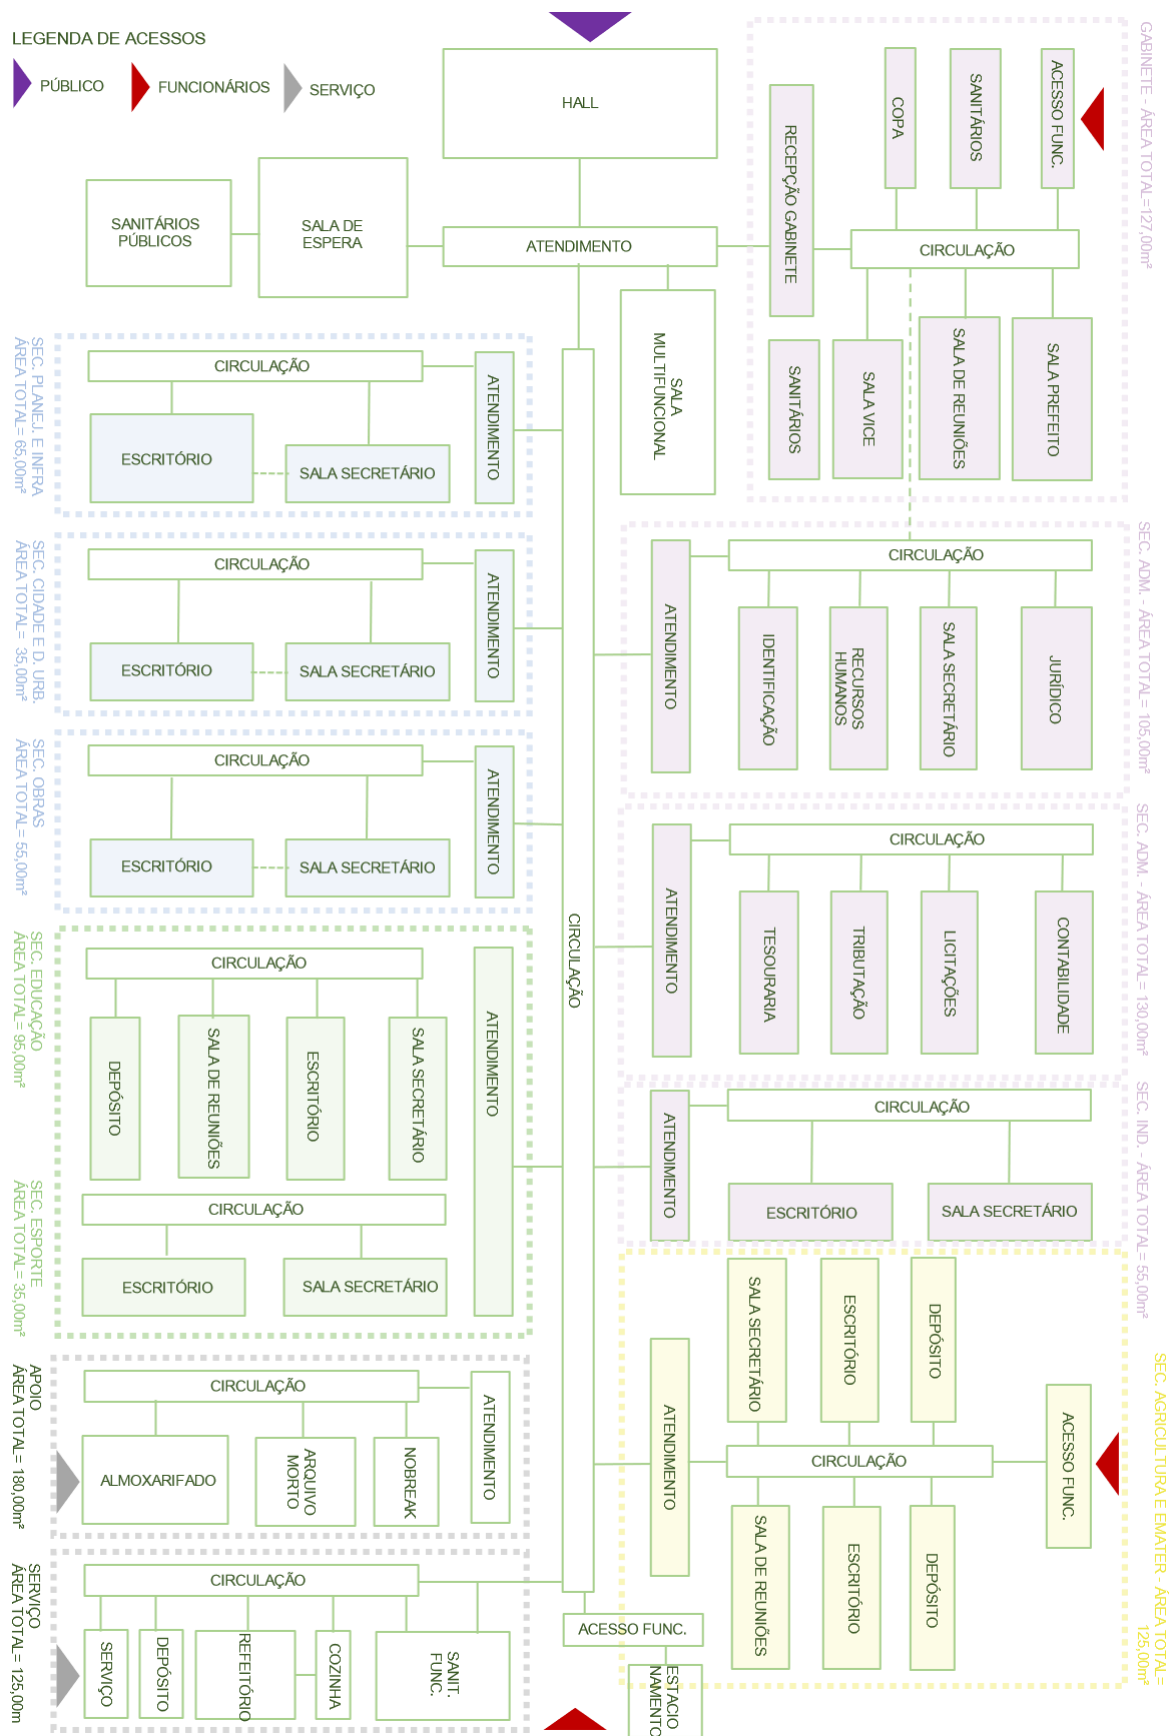 LEGENDA DE ACESSOS
PÚBLICO
FUNCIONÁRIOS
SERVIÇO
HALL
SANITÁRIOS
PÚBLICOS
SALA DE
ESPERA
ATENDIMENTO
SALA
MULTIFUNCIONAL
GABINETE - ÁREA TOTAL=127,00m²
RECEPÇÃO GABINETE
COPA
SANITÁRIOS
ACESSO FUNC.
CIRCULAÇÃO
SANITÁRIOS
SALA VICE
SALA DE REUNIÕES
SALA PREFEITO
SEC. PLANEJ. E INFRA
ÁREA TOTAL= 65,00m²
CIRCULAÇÃO
ATENDIMENTO
ESCRITÓRIO
SALA SECRETÁRIO
SEC. CIDADE E D. URB.
ÁREA TOTAL= 35,00m²
CIRCULAÇÃO
ATENDIMENTO
ESCRITÓRIO
SALA SECRETÁRIO
SEC. OBRAS
ÁREA TOTAL= 55,00m²
CIRCULAÇÃO
ATENDIMENTO
ESCRITÓRIO
SALA SECRETÁRIO
SEC. EDUCAÇÃO
ÁREA TOTAL= 95,00m²
CIRCULAÇÃO
ATENDIMENTO
DEPÓSITO
SALA DE REUNIÕES
ESCRITÓRIO
SALA SECRETÁRIO
SEC. ESPORTE
ÁREA TOTAL= 35,00m²
CIRCULAÇÃO
ESCRITÓRIO
SALA SECRETÁRIO
APOIO
ÁREA TOTAL = 180,00m²
CIRCULAÇÃO
ATENDIMENTO
ALMOXARIFADO
ARQUIVO
MORTO
NOBREAK
SERVIÇO
ÁREA TOTAL= 125,00m
CIRCULAÇÃO
SERVIÇO
DEPÓSITO
REFEITÓRIO
COZINHA
SANIT.
FUNC.
CIRCULAÇÃO
SEC. ADM. - ÁREA TOTAL= 105,00m²
ATENDIMENTO
CIRCULAÇÃO
IDENTIFICAÇÃO
RECURSOS
HUMANOS
SALA SECRETÁRIO
JURÍDICO
SEC. ADM. - ÁREA TOTAL= 130,00m²
ATENDIMENTO
CIRCULAÇÃO
TESOURARIA
TRIBUTAÇÃO
LICITAÇÕES
CONTABILIDADE
SEC. IND. - ÁREA TOTAL= 55,00m²
ATENDIMENTO
CIRCULAÇÃO
ESCRITÓRIO
SALA SECRETÁRIO
SEC. AGRICULTURA E EMATER - ÁREA TOTAL=
125,00m²
SALA SECRETÁRIO
ESCRITÓRIO
DEPÓSITO
ATENDIMENTO
CIRCULAÇÃO
ACESSO FUNC.
SALA DE REUNIÕES
ESCRITÓRIO
DEPÓSITO
ACESSO FUNC.
ESTACIO
NAMENTO